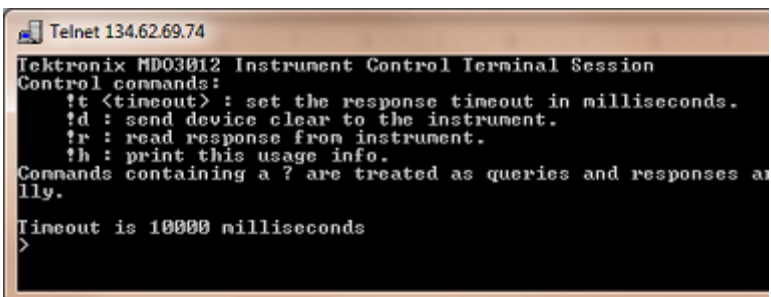 Telnet 134.62.69.74
Tektronix MDO3012 Instrument Control Terminal Session
Control commands:
!t <timeout> : set the response timeout in milliseconds.
!d : send device clear to the instrument.
!r : read response from instrument.
!h : print this usage info.
Commands containing a ? are treated as queries and responses
lly.
Timeout is 10000 milliseconds
>